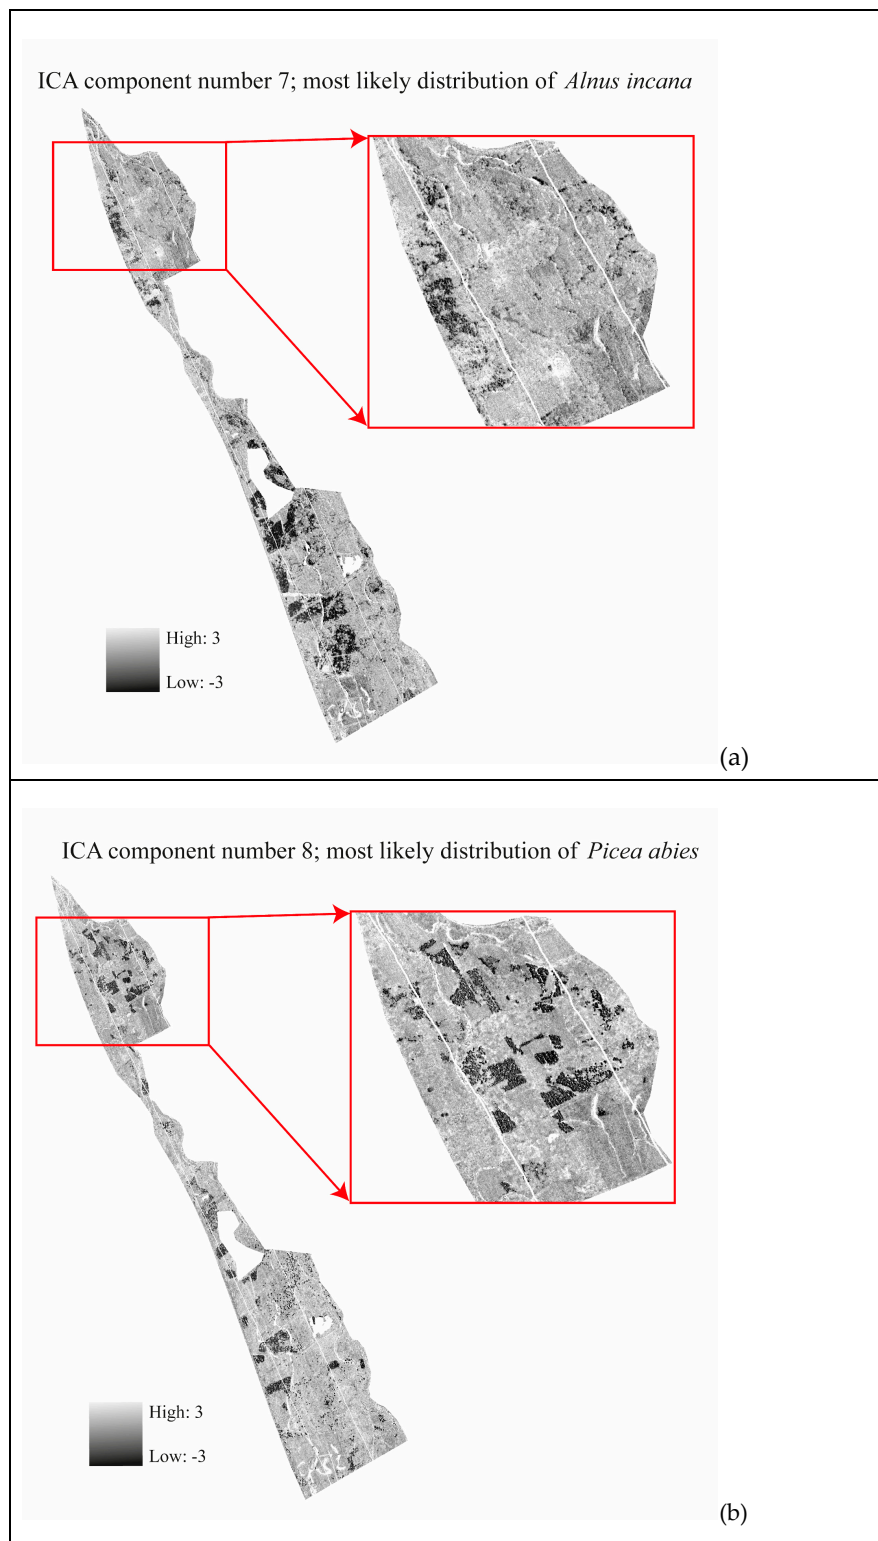 ICA component number 7; most likely distribution of Alnus incana
High: 3
Low: -3
(a)
ICA component number 8; most likely distribution of Picea abies
High: 3
Low: -3
(b)